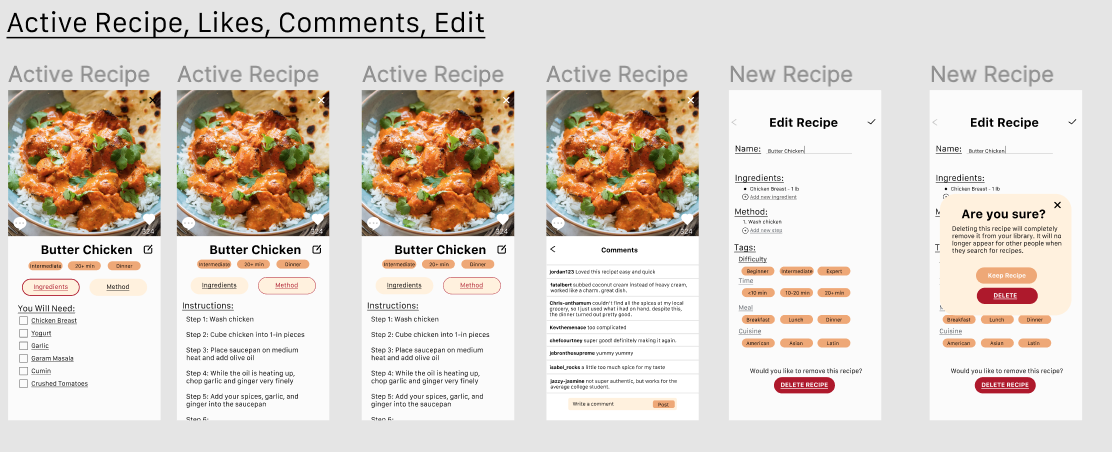 Active Recipe, Likes, Comments, Edit
Active Recipe
324
Butter Chicken
Intermediate 20+ min Dinner
Ingredients Method
You Will Need:
Chicken Breast
Yogurt
Garlic
Garam Masala
Cumin
Crushed Tomatoes
Active Recipe
324
Butter Chicken
Intermediate 20+ min Dinner
Ingredients Method
Instructions:
Step 1: Wash chicken
Step 2: Cube chicken into 1-in pieces
Step 3: Place saucepan on medium
heat and add olive oil
Step 4: While the oil is heating up,
chop garlic and ginger very finely
Step 5: Add your spices, garlic, and
ginger into the saucepan
Active Recipe
324
Butter Chicken
Intermediate 20+ min Dinner
Ingredients Method
Instructions:
Step 1: Wash chicken
Step 2: Cube chicken into 1-in pieces
Step 3: Place saucepan on medium
heat and add olive oil
Step 4: While the oil is heating up,
chop garlic and ginger very finely
Step 5: Add your spices, garlic, and
ginger into the saucepan
Active Recipe
324
Comments
jordan123 Loved this recipe! easy and quick
fatalbert subbed coconut cream instead of heavy cream,
worked like a charm. great dish.
Chris-anthamum couldn't find all the spices at my local
grocery, so i just used what i had on hand. despite this,
the dinner turned out pretty good.
Kevthemenace too complicated
chefcourtney super good! definitely making it again.
jebronthesupreme yummy yummy
isabel_rocks a little too much spice for my taste
jazzy-jasmine not super authentic, but works for the
average college student.
Write a comment Post
New Recipe
Edit Recipe
Name: Butter Chicken
Ingredients:
Chicken Breast - 1 lb
Add new ingredient
Method:
1. Wash chicken
Add new step
Tags:
Difficulty
Beginner Intermediate Expert
Time
<10 min 10-20 min 20+ min
Meal
Breakfast Lunch Dinner
Cuisine
American Asian Latin
Would you like to remove this recipe?
DELETE RECIPE
New Recipe
Edit Recipe
Name: Butter Chicken
Ingredients:
Chicken Breast - 1 lb
Are you sure?
Deleting this recipe will completely
remove it from your library. It will no
longer appear for other people when
they search for recipes.
Keep Recipe
DELETE
Breakfast Lunch Dinner
Cuisine
American Asian Latin
Would you like to remove this recipe?
DELETE RECIPE